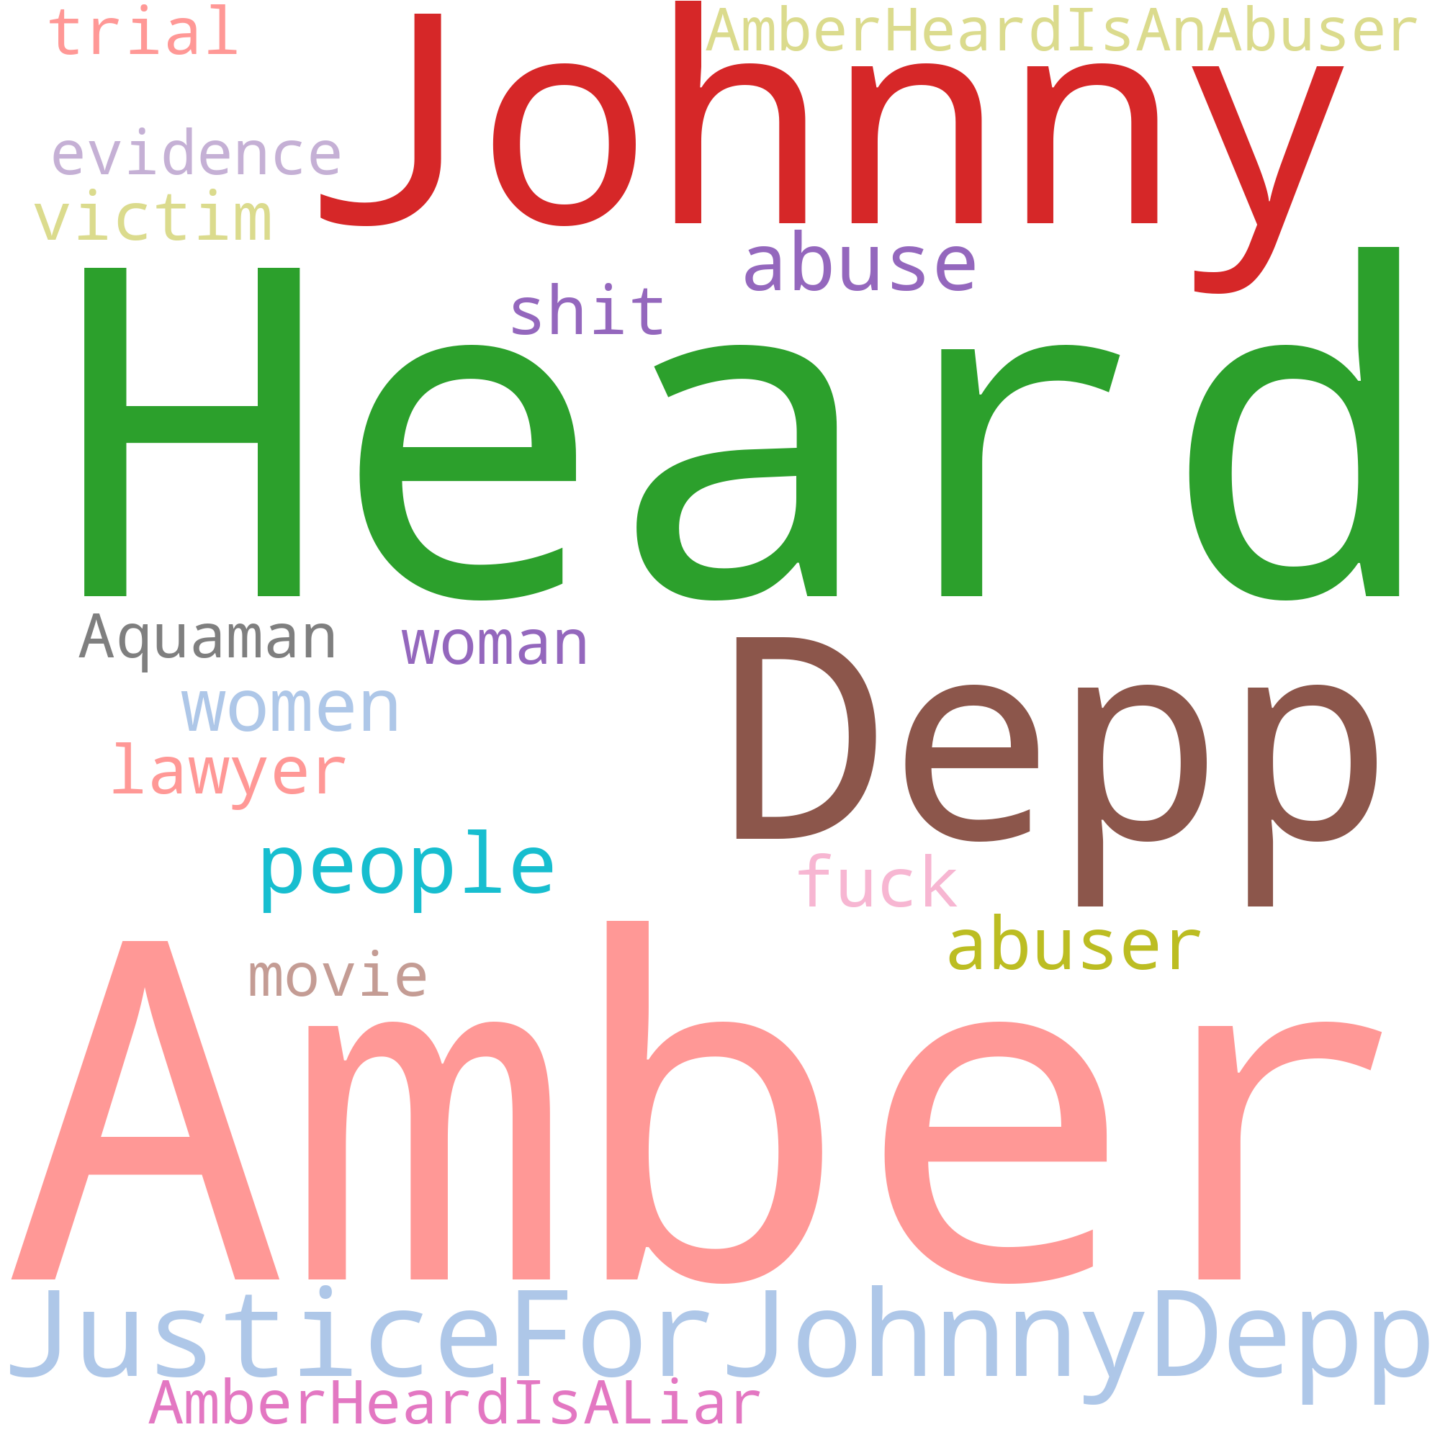 trial
AmberHeardIsAnAbuser
Johnny
evidence
victim
abuse
shit
Heard
Aquaman
woman
women
Depp
lawyer
people
fuck
abuser
movie
Amber
JusticeForJohnnyDepp
AmberHeardIsALiar